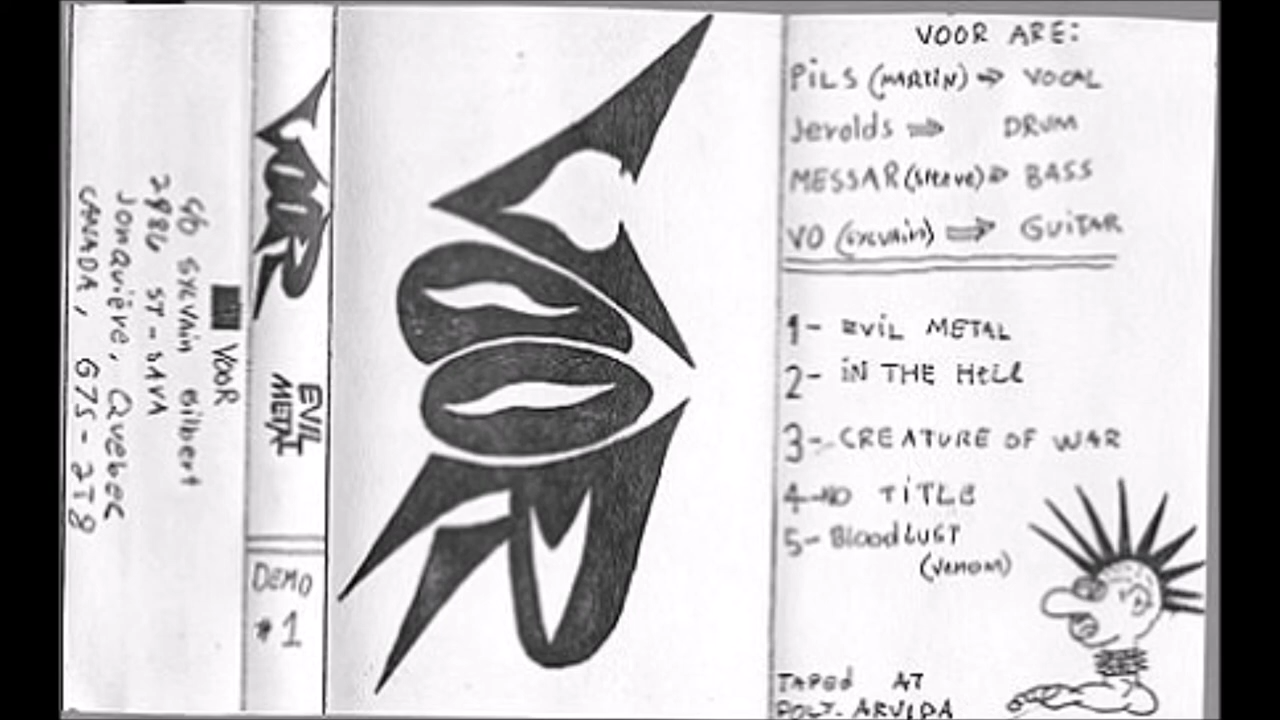 VOOR
S/O SYLVAIN GILBERT
2986 ST-SAVA
JONQUIÈRE, QUEBEC
CANADA, G7S-2T8
VOOR
EVIL
METAL
DEMO
#1
VOOR
VOOR ARE:
PILS (MARTIN) ⇒ VOCAL
Jerolds ⇒ DRUM
MESSAR (STEEVE) ⇒ BASS
VO (SYLVAIN) ⇒ GUITAR
1- EVIL METAL
2- IN THE HELL
3- CREATURE OF WAR
4-NO TITLE
5- BloodLUST
(VENOM)
TAPEd AT
POLY. ARVIDA